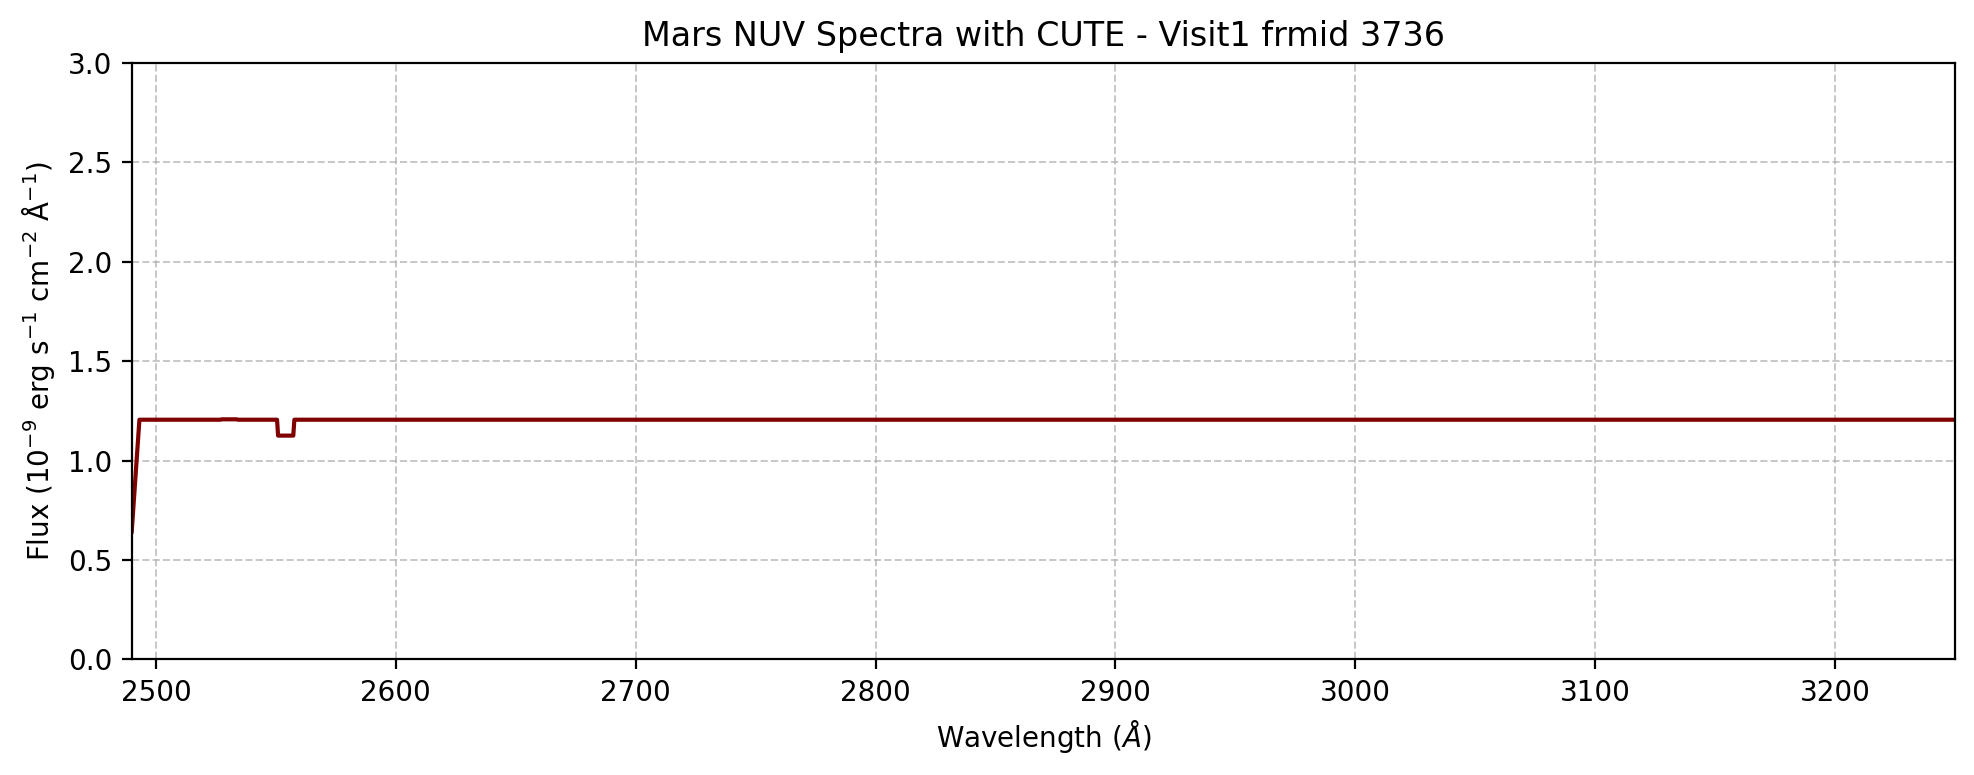 Mars NUV Spectra with CUTE - Visit1 frmid 3736
Flux (10⁻⁹ erg s⁻¹ cm⁻² Å⁻¹)
3.0
2.5
2.0
1.5
1.0
0.5
0.0
2500 2600 2700 2800 2900 3000 3100 3200
Wavelength (Å)